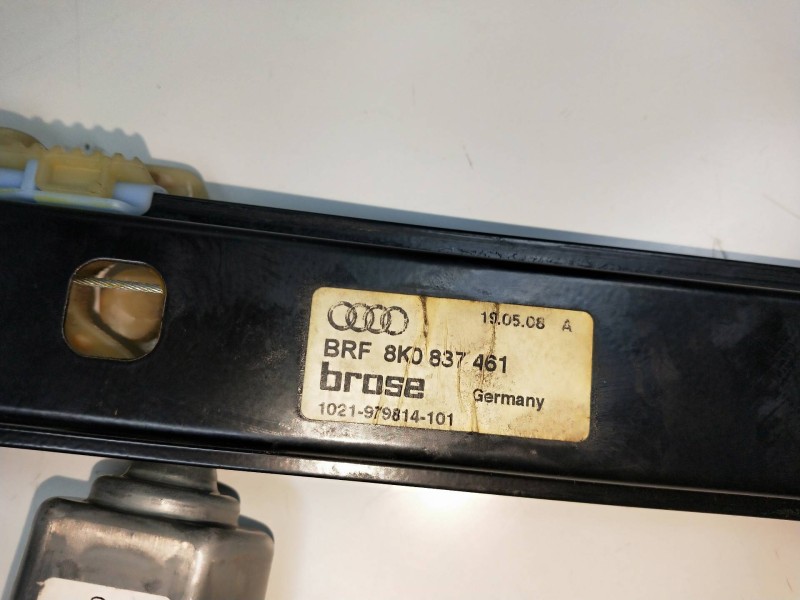 19.05.08 A
BRF 8K0 837 461
brose
Germany
1021-979814-101